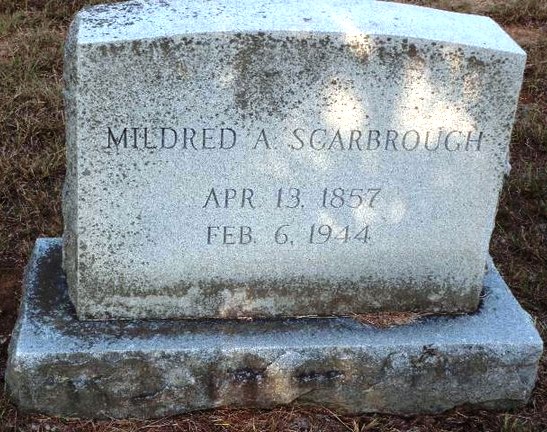 MILDRED A. SCARBROUGH
APR. 13, 1857
FEB. 6, 1944